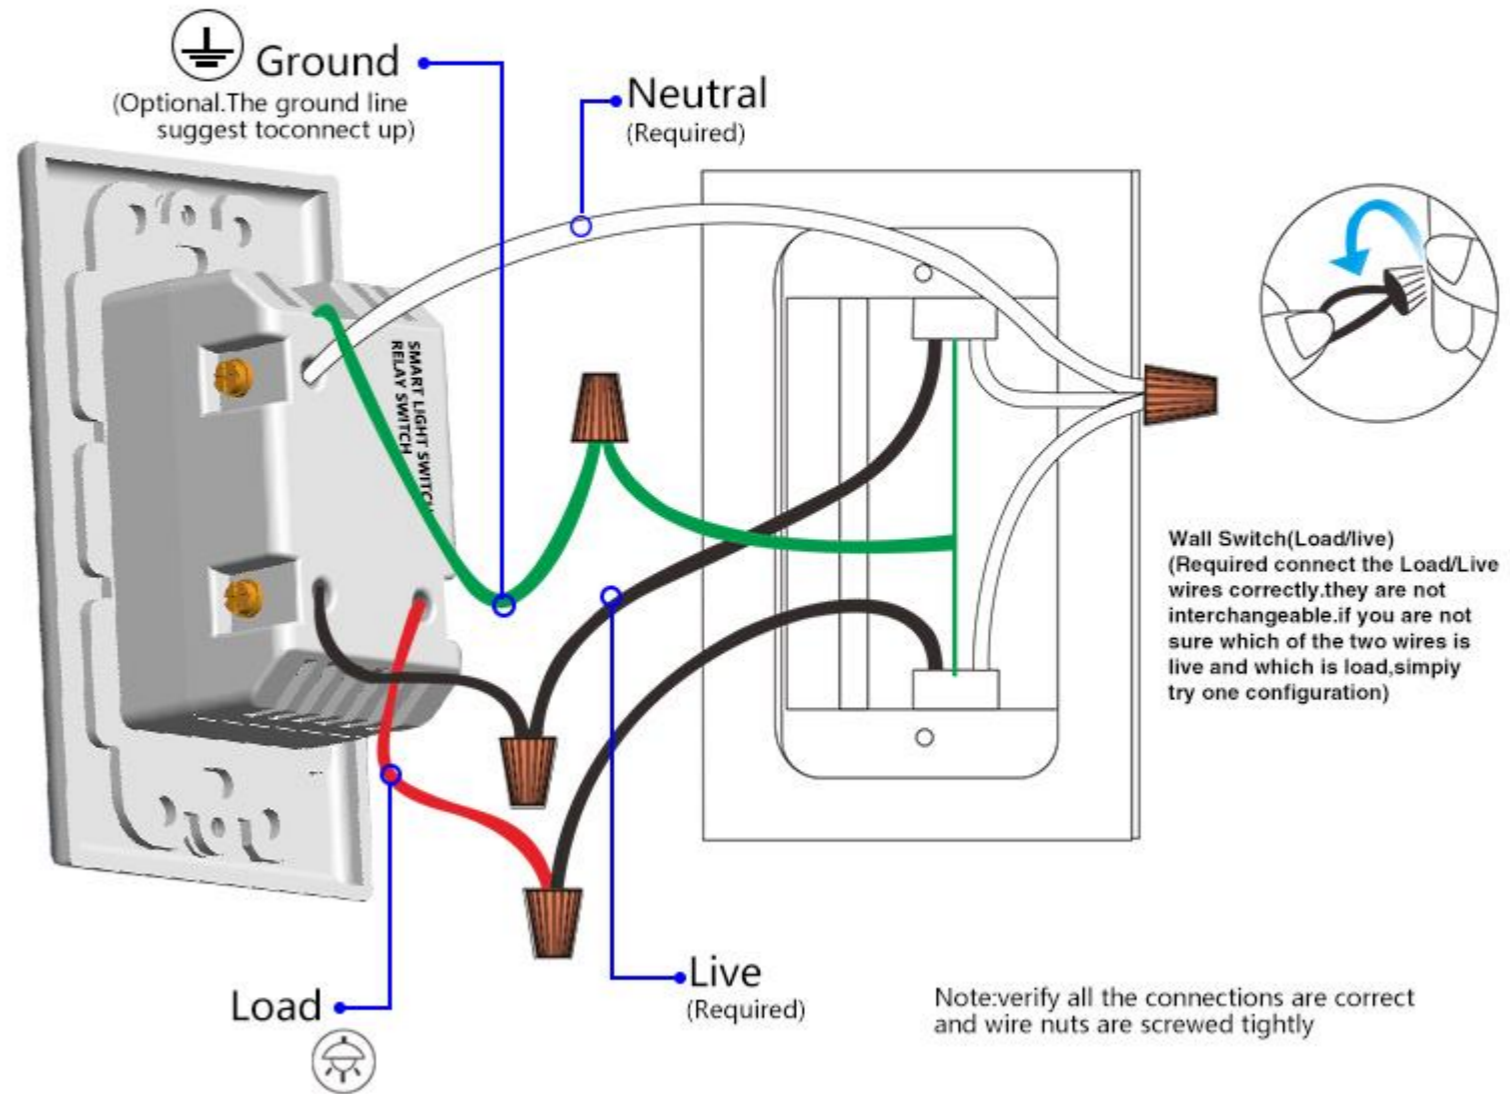 Ground
(Optional.The ground line
suggest toconnect up)
Neutral
(Required)
SMART LIGHT SWITCH
RELAY SWITCH
Wall Switch(Load/live)
(Required connect the Load/Live
wires correctly.they are not
interchangeable.if you are not
sure which of the two wires is
live and which is load,simpiy
try one configuration)
Live
(Required)
Load
Note:verify all the connections are correct
and wire nuts are screwed tightly